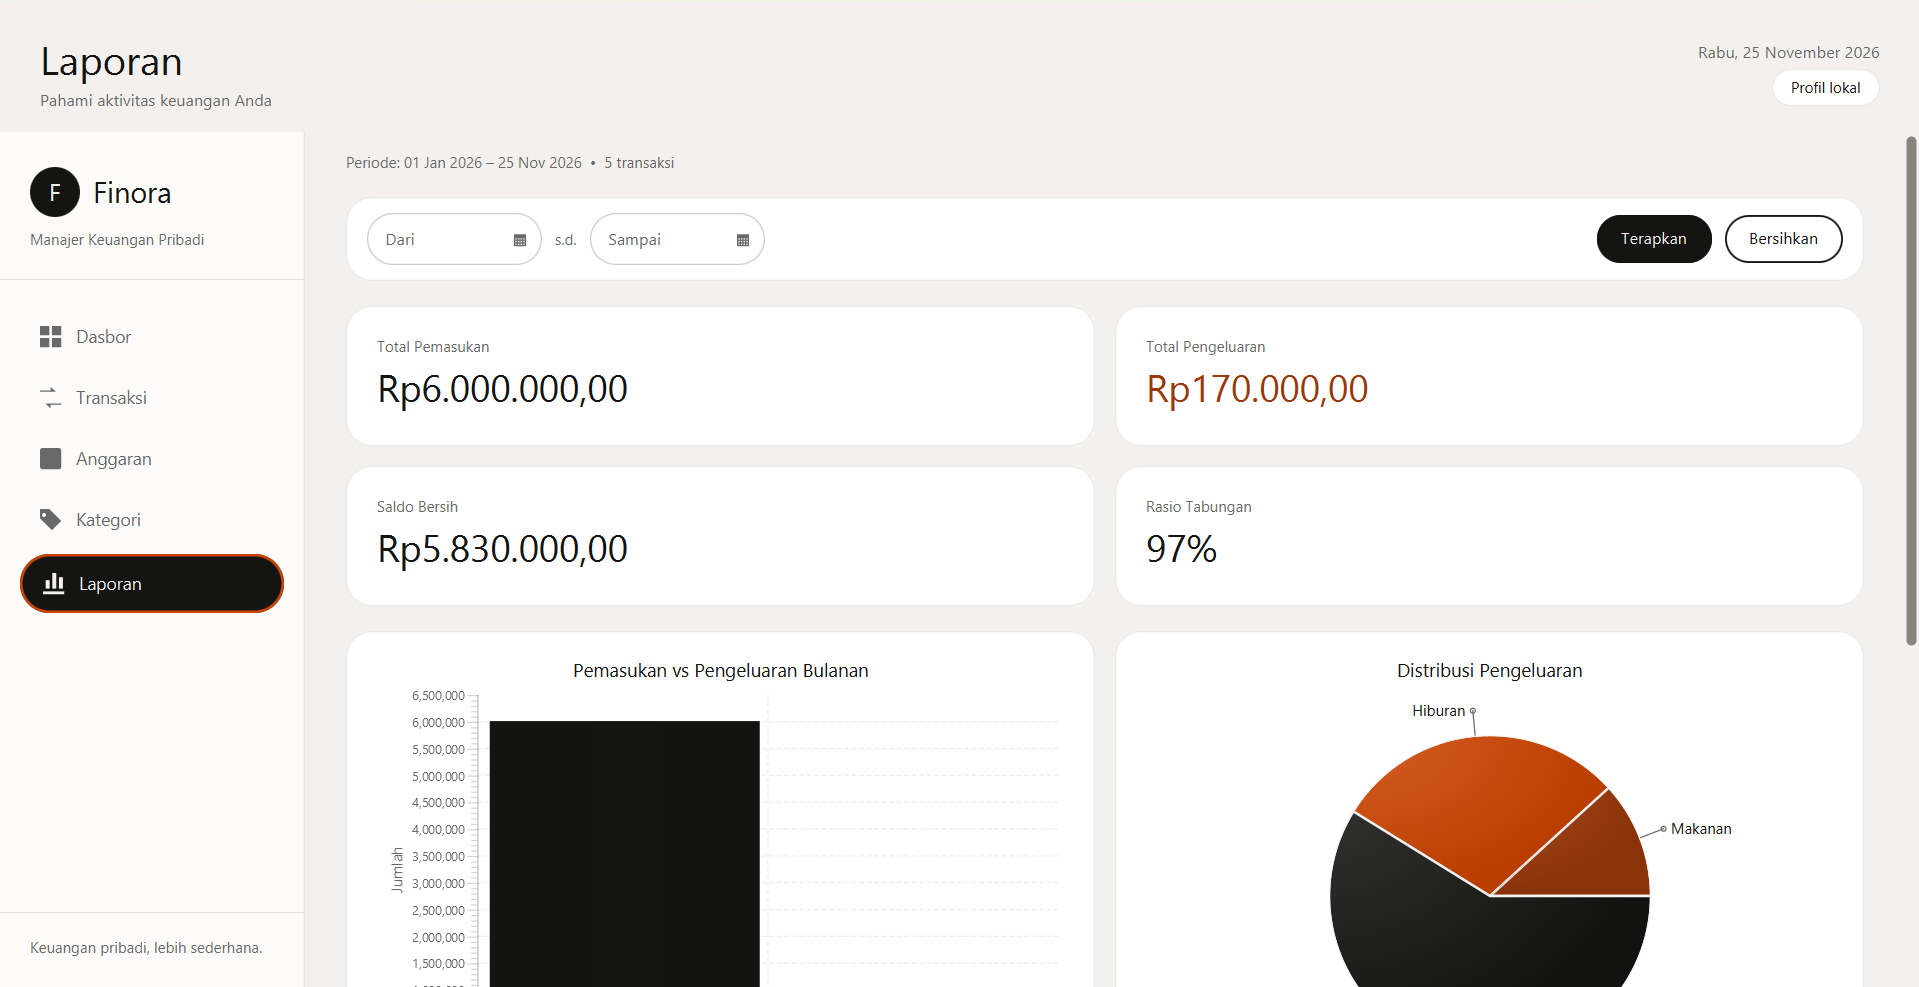 Laporan
Pahami aktivitas keuangan Anda
Rabu, 25 November 2026
Profil lokal
F
Finora
Manajer Keuangan Pribadi
Dasbor
Transaksi
Anggaran
Kategori
Laporan
Keuangan pribadi, lebih sederhana.
Periode: 01 Jan 2026 – 25 Nov 2026 • 5 transaksi
Dari
s.d.
Sampai
Terapkan
Bersihkan
Total Pemasukan
Rp6.000.000,00
Total Pengeluaran
Rp170.000,00
Saldo Bersih
Rp5.830.000,00
Rasio Tabungan
97%
Pemasukan vs Pengeluaran Bulanan
Jumlah
6,500,000
6,000,000
5,500,000
5,000,000
4,500,000
4,000,000
3,500,000
3,000,000
2,500,000
2,000,000
1,500,000
Distribusi Pengeluaran
Hiburan
Makanan